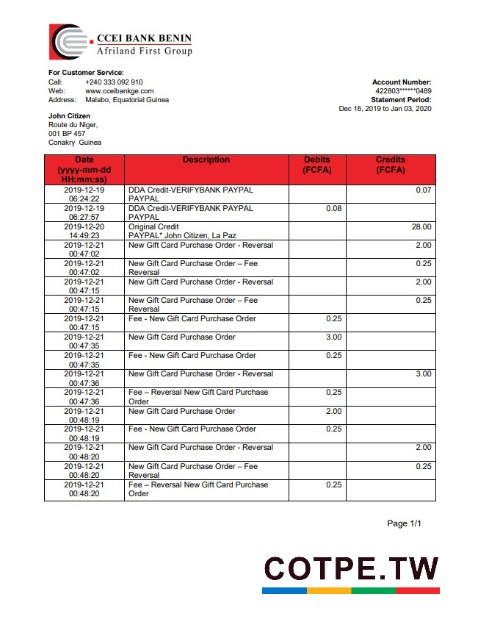 CCEI BANK BENIN
Afriland First Group
For Customer Service:
Call: +240 333 092 910
Web: www.cceibankge.com
Address: Malabo, Equatorial Guinea
Account Number:
422803******0489
Statement Period:
Dec 16, 2019 to Jan 03, 2020
John Citizen
Route du Niger,
001 BP 457
Conakry Guinea
Date (yyyy-mm-dd HH:mm:ss) Description Debits (FCFA) Credits (FCFA)
2019-12-19 DDA Credit-VERIFYBANK PAYPAL 0.07
06:24:22 PAYPAL
2019-12-19 DDA Credit-VERIFYBANK PAYPAL 0.08
06:27:57 PAYPAL
2019-12-20 Original Credit 28.00
14:49:23 PAYPAL* John Citizen, La Paz
2019-12-21 New Gift Card Purchase Order - Reversal 2.00
00:47:02
2019-12-21 New Gift Card Purchase Order – Fee 0.25
00:47:02 Reversal
2019-12-21 New Gift Card Purchase Order - Reversal 2.00
00:47:15
2019-12-21 New Gift Card Purchase Order – Fee 0.25
00:47:15 Reversal
2019-12-21 Fee - New Gift Card Purchase Order 0.25
00:47:15
2019-12-21 New Gift Card Purchase Order 3.00
00:47:35
2019-12-21 Fee - New Gift Card Purchase Order 0.25
00:47:35
2019-12-21 New Gift Card Purchase Order - Reversal 3.00
00:47:36
2019-12-21 Fee – Reversal New Gift Card Purchase 0.25
00:47:36 Order
2019-12-21 New Gift Card Purchase Order 2.00
00:48:19
2019-12-21 Fee - New Gift Card Purchase Order 0.25
00:48:19
2019-12-21 New Gift Card Purchase Order - Reversal 2.00
00:48:20
2019-12-21 New Gift Card Purchase Order – Fee 0.25
00:48:20 Reversal
2019-12-21 Fee – Reversal New Gift Card Purchase 0.25
00:48:20 Order
Page 1/1
COTPE.TW